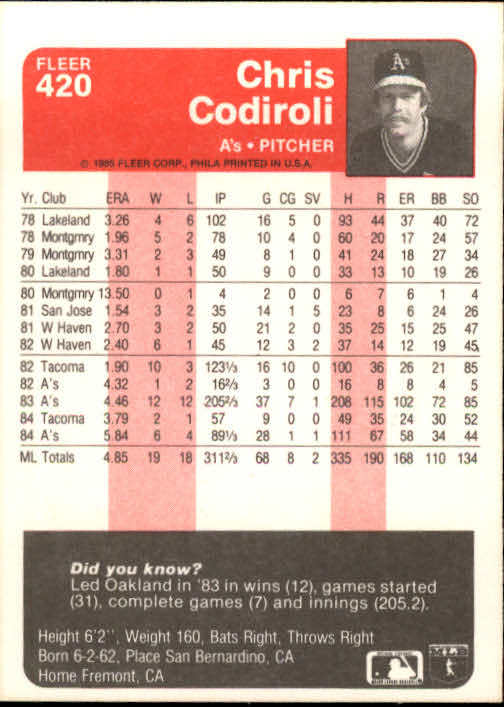 FLEER
420
Chris
Codiroli
A's • PITCHER
© 1985 FLEER CORP., PHILA PRINTED IN U.S.A.
A's
Yr. Club ERA W L IP G CG SV H R ER BB SO
78 Lakeland 3.26 4 6 102 16 5 0 93 44 37 40 72
78 Montgmry 1.96 5 2 78 10 4 0 60 20 17 24 57
79 Montgmry 3.31 2 3 49 8 1 0 41 24 18 27 34
80 Lakeland 1.80 1 1 50 9 0 0 33 13 10 19 26
80 Montgmry 13.50 0 1 4 2 0 0 6 7 6 1 4
81 San Jose 1.54 3 2 35 14 1 5 23 8 6 24 26
81 W Haven 2.70 3 2 50 21 2 0 35 25 15 25 47
82 W Haven 2.40 6 1 45 12 3 2 37 14 12 19 45
82 Tacoma 1.90 10 3 123⅓ 16 10 0 100 36 26 21 85
82 A's 4.32 1 2 16⅔ 3 0 0 16 8 8 4 5
83 A's 4.46 12 12 205⅔ 37 7 1 208 115 102 72 85
84 Tacoma 3.79 2 1 57 9 0 0 49 35 24 30 52
84 A's 5.84 6 4 89⅓ 28 1 1 111 67 58 34 44
ML Totals 4.85 19 18 311⅔ 68 8 2 335 190 168 110 134
Did you know?
Led Oakland in '83 in wins (12), games started
(31), complete games (7) and innings (205.2).
Height 6'2'', Weight 160, Bats Right, Throws Right
Born 6-2-62, Place San Bernardino, CA
Home Fremont, CA